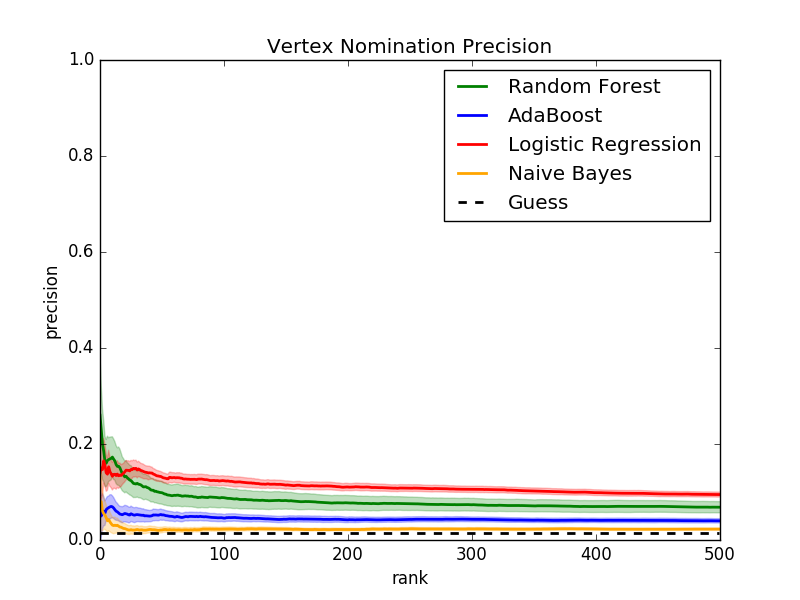 Vertex Nomination Precision
1.0
0.8
0.6
0.4
0.2
0.0
precision
Random Forest
AdaBoost
Logistic Regression
Naive Bayes
Guess
0 100 200 300 400 500
rank